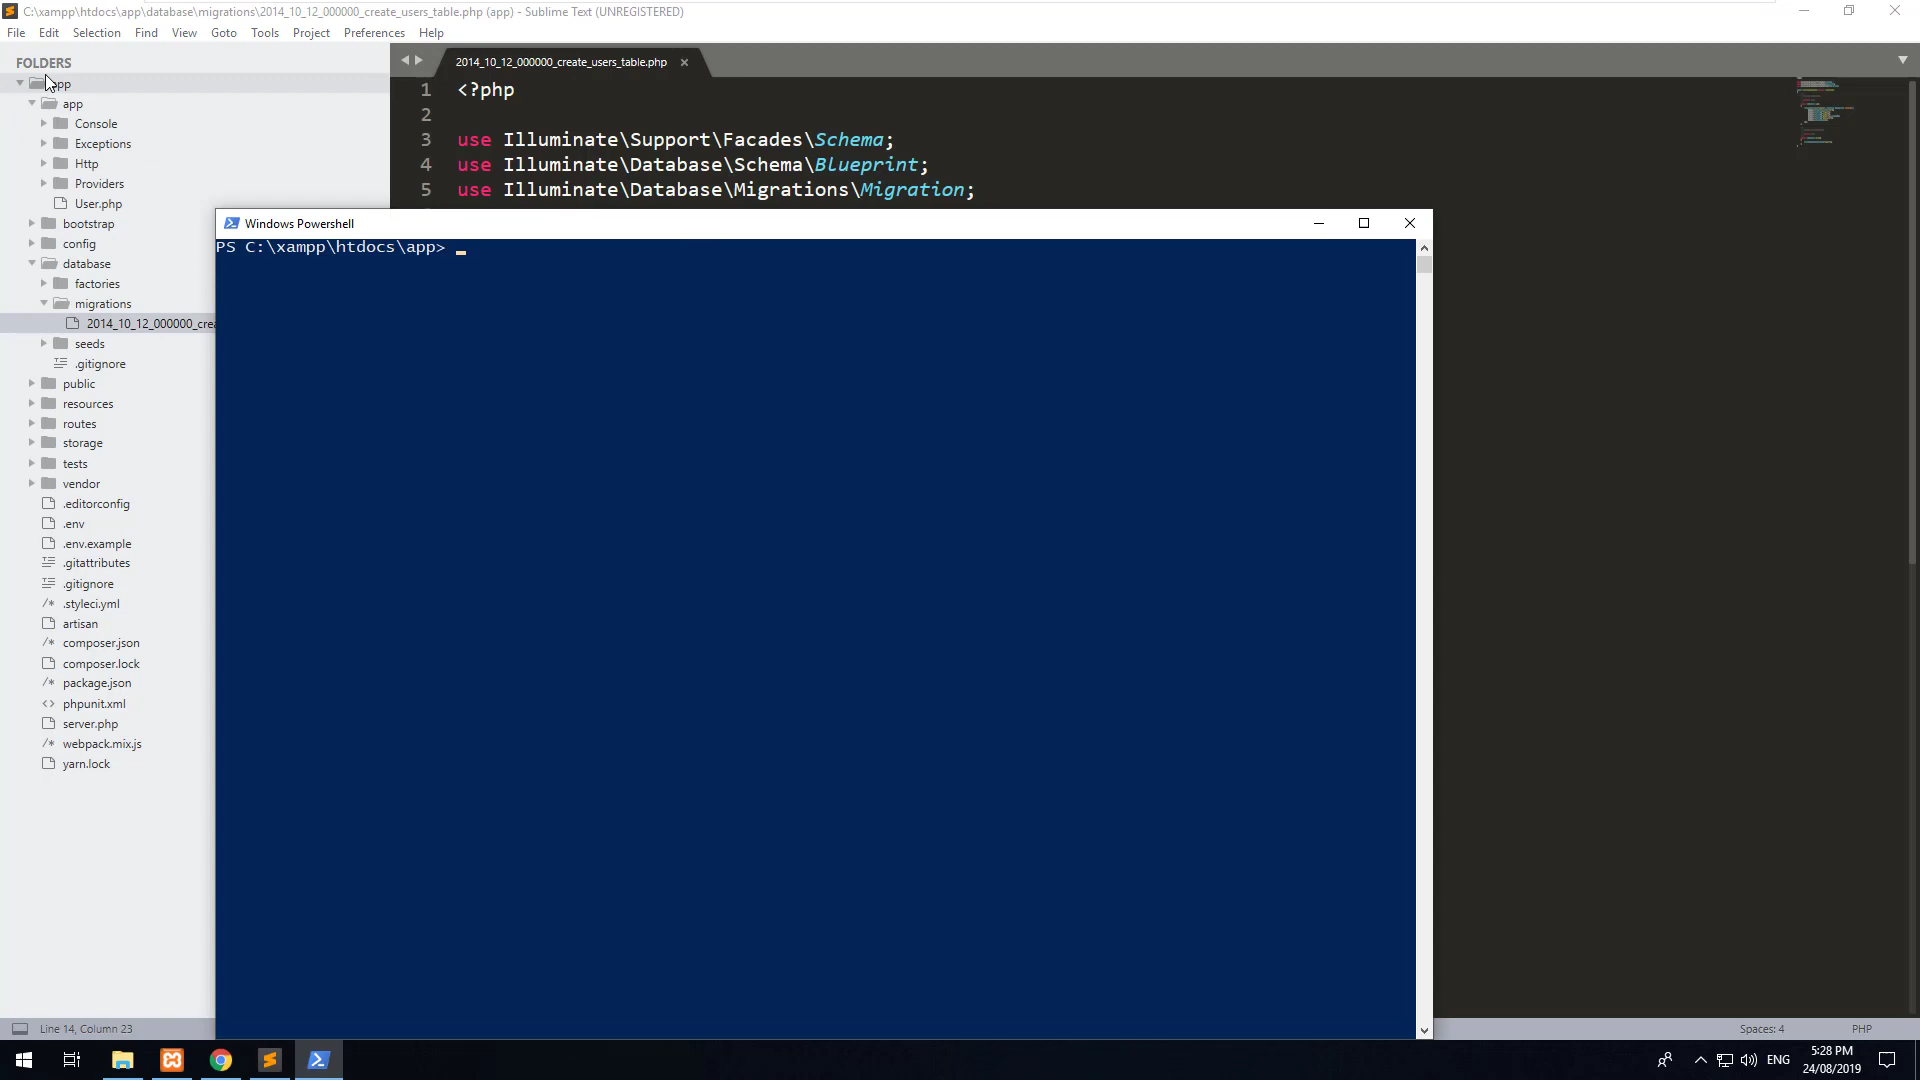 C:\xampp\htdocs\app\database\migrations\2014_10_12_000000_create_users_table.php (app) - Sublime Text (UNREGISTERED)
File Edit Selection Find View Goto Tools Project Preferences Help
FOLDERS
2014_10_12_000000_create_users_table.php
app
Console
Exceptions
Http
Providers
User.php
bootstrap
config
database
factories
migrations
2014_10_12_000000_crea
seeds
.gitignore
public
resources
routes
storage
tests
vendor
.editorconfig
.env
.env.example
.gitattributes
.gitignore
.styleci.yml
artisan
composer.json
composer.lock
package.json
phpunit.xml
server.php
webpack.mix.js
yarn.lock
1 <?php
2
3 use Illuminate\Support\Facades\Schema;
4 use Illuminate\Database\Schema\Blueprint;
5 use Illuminate\Database\Migrations\Migration;
Windows Powershell
PS C:\xampp\htdocs\app>
Line 14, Column 23
Spaces: 4
PHP
ENG
5:28 PM
24/08/2019